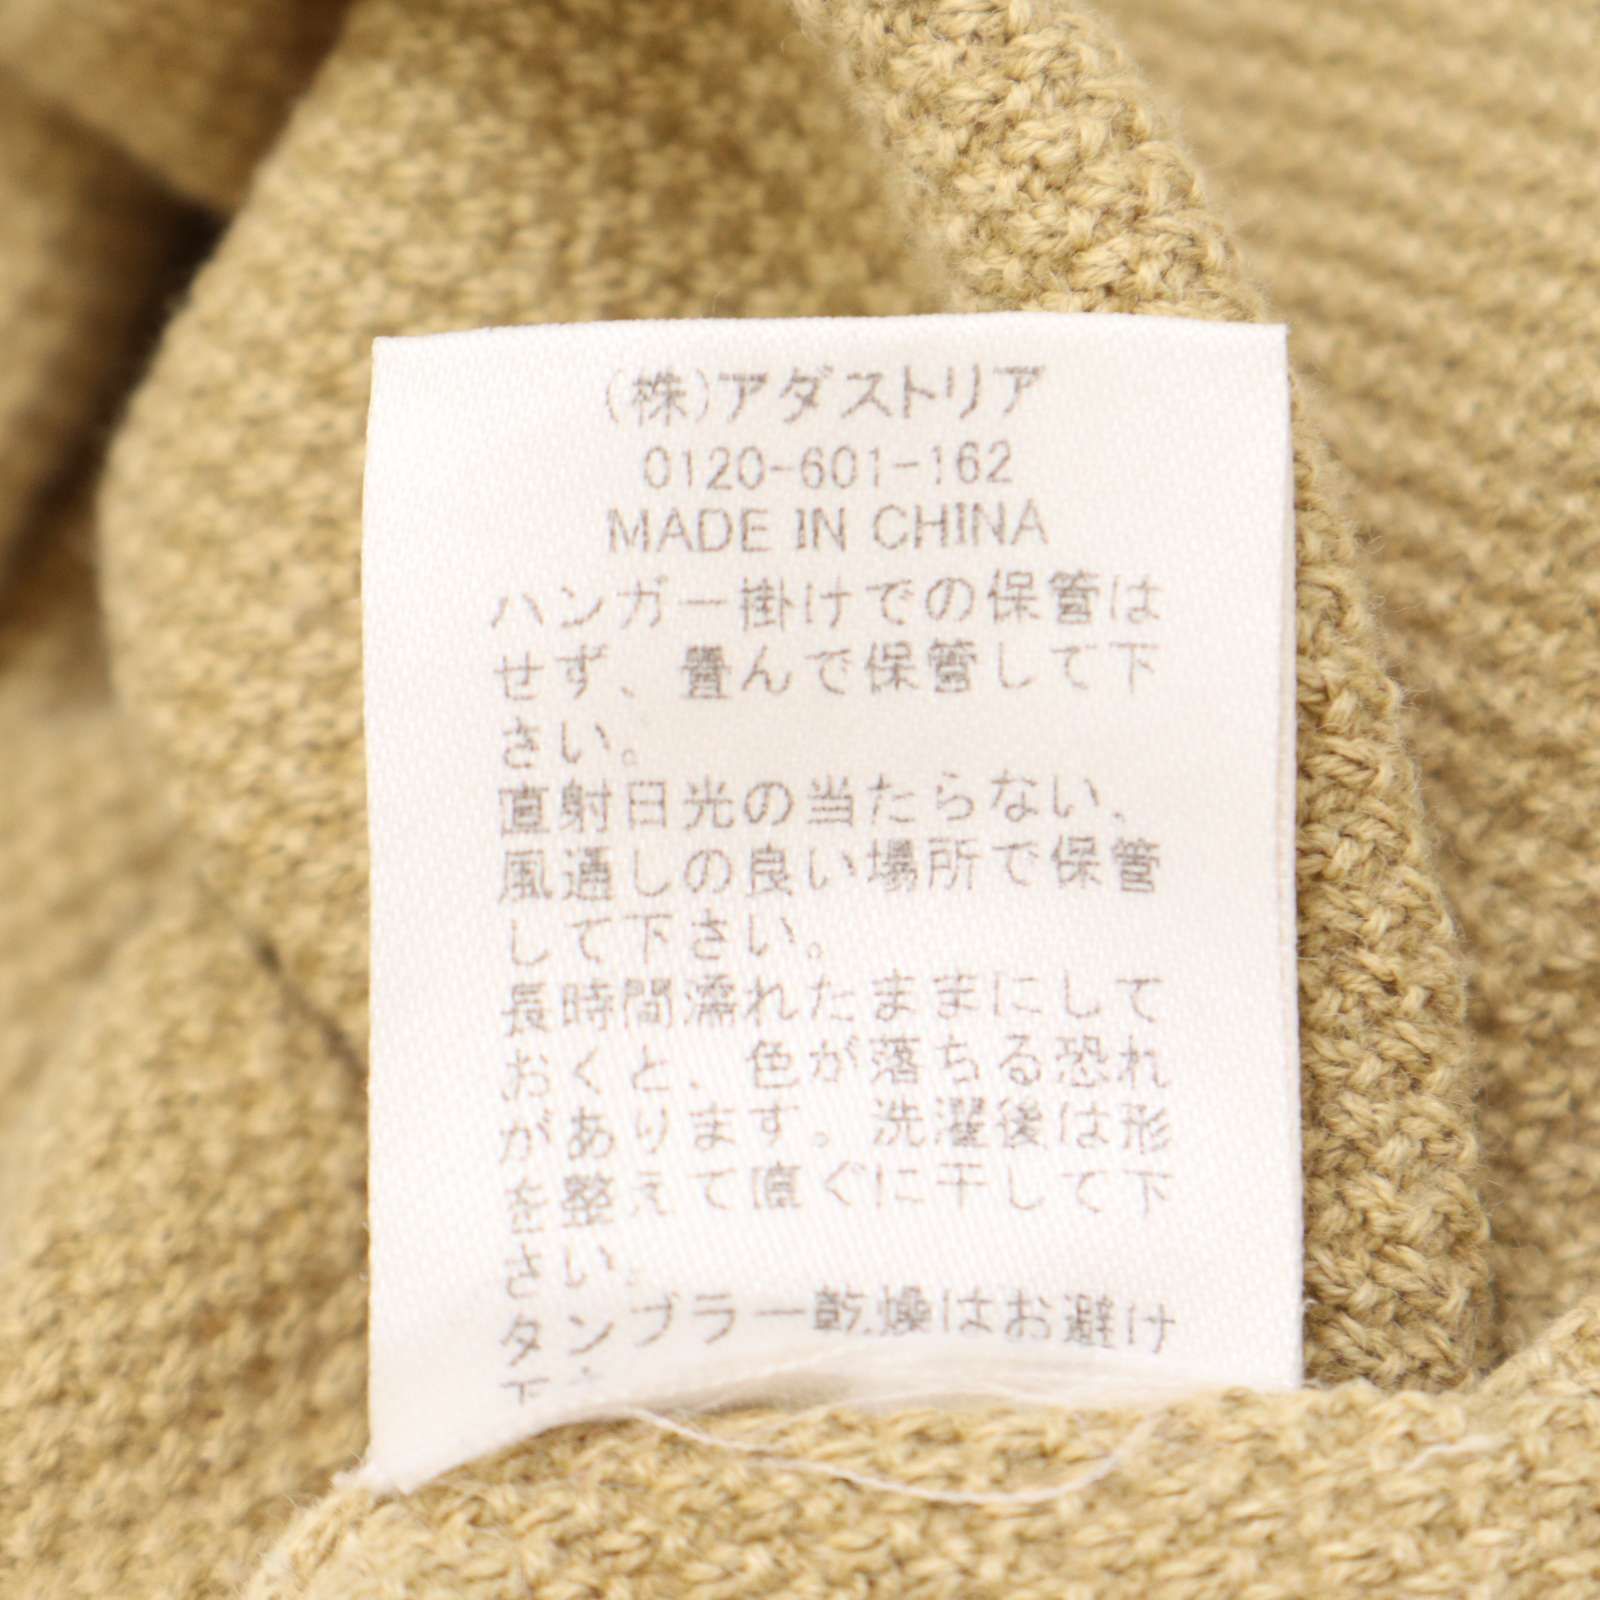 (株)アダストリア
0120-601-162
MADE IN CHINA
ハンガー掛けでの保管は
せず、畳んで保管して下
さい。
直射日光の当たらない、
風通しの良い場所で保管
して下さい。
長時間濡れたままにして
おくと、色が落ちる恐れ
があります。洗濯後は形
を整えて直ぐに干して下
さい。
タンブラー乾燥はお避け